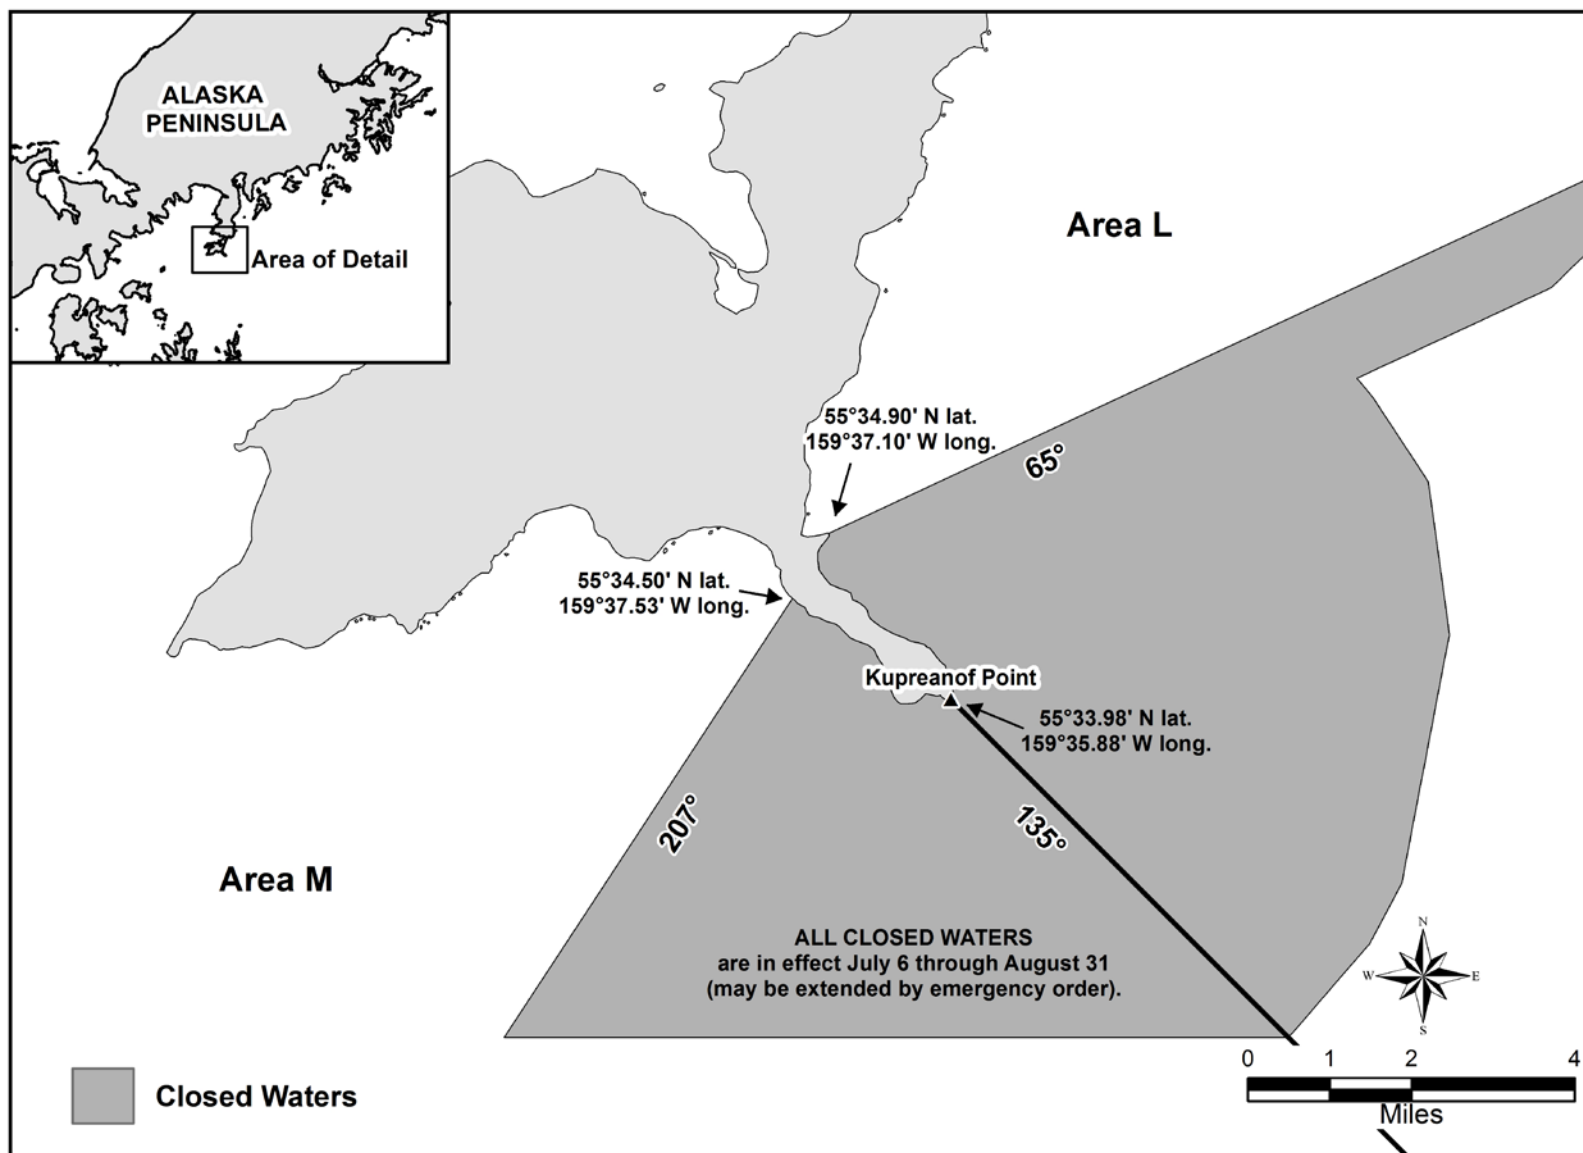 ALASKA
PENINSULA
Area of Detail
Area L
55°34.90' N lat.
159°37.10' W long.
65°
55°34.50' N lat.
159°37.53' W long.
Kupreanof Point
55°33.98' N lat.
159°35.88' W long.
207°
135°
Area M
ALL CLOSED WATERS
are in effect July 6 through August 31
(may be extended by emergency order).
N
W E
S
0 1 2 4
Miles
Closed Waters